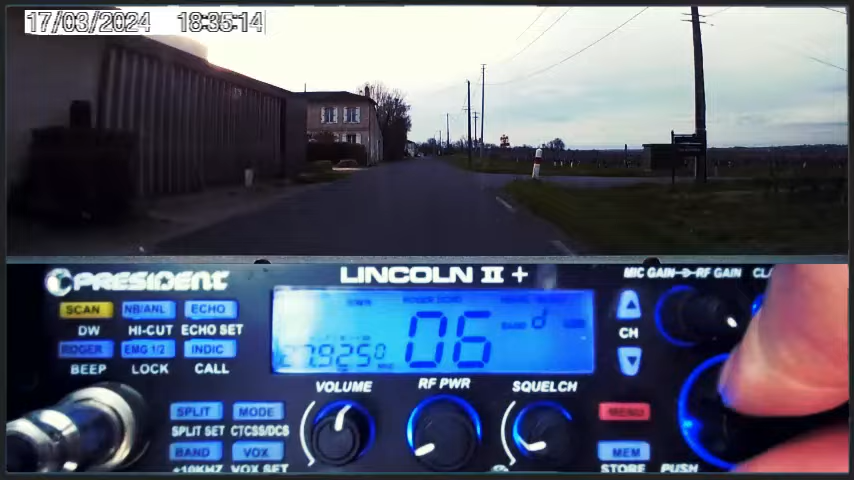 17/03/2024 18:35:14
PRESIDENT
LINCOLN II +
MIC GAIN RF GAIN
SCAN NB/ANL ECHO
DW HI-CUT ECHO SET
ROGER EMG 1/2 INDIC
BEEP LOCK CALL
27.9250 06 BAND d
CH
VOLUME RF PWR SQUELCH
SPLIT MODE MENU
SPLIT SET CTCSS/DCS
BAND VOX MEM
+10KHZ VOX SET STORE PUSH